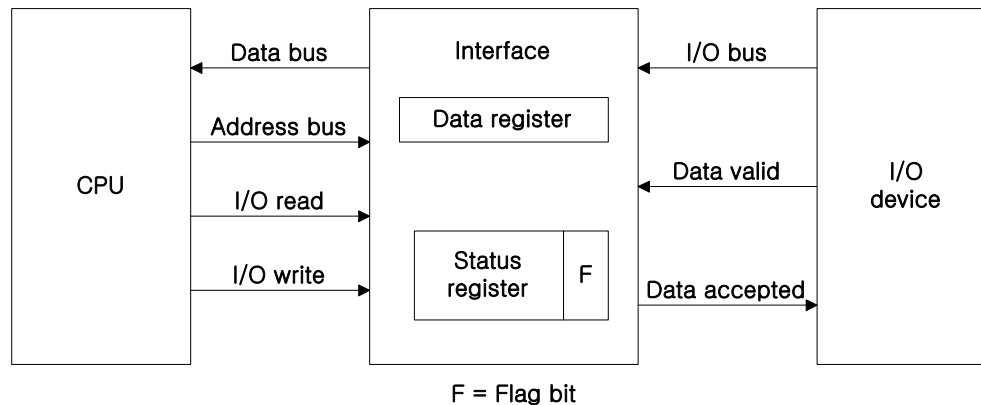 Data bus
Interface
I/O bus
Data register
Address bus
CPU
Data valid
I/O
device
I/O read
Status
register
F
I/O write
Data accepted
F = Flag bit